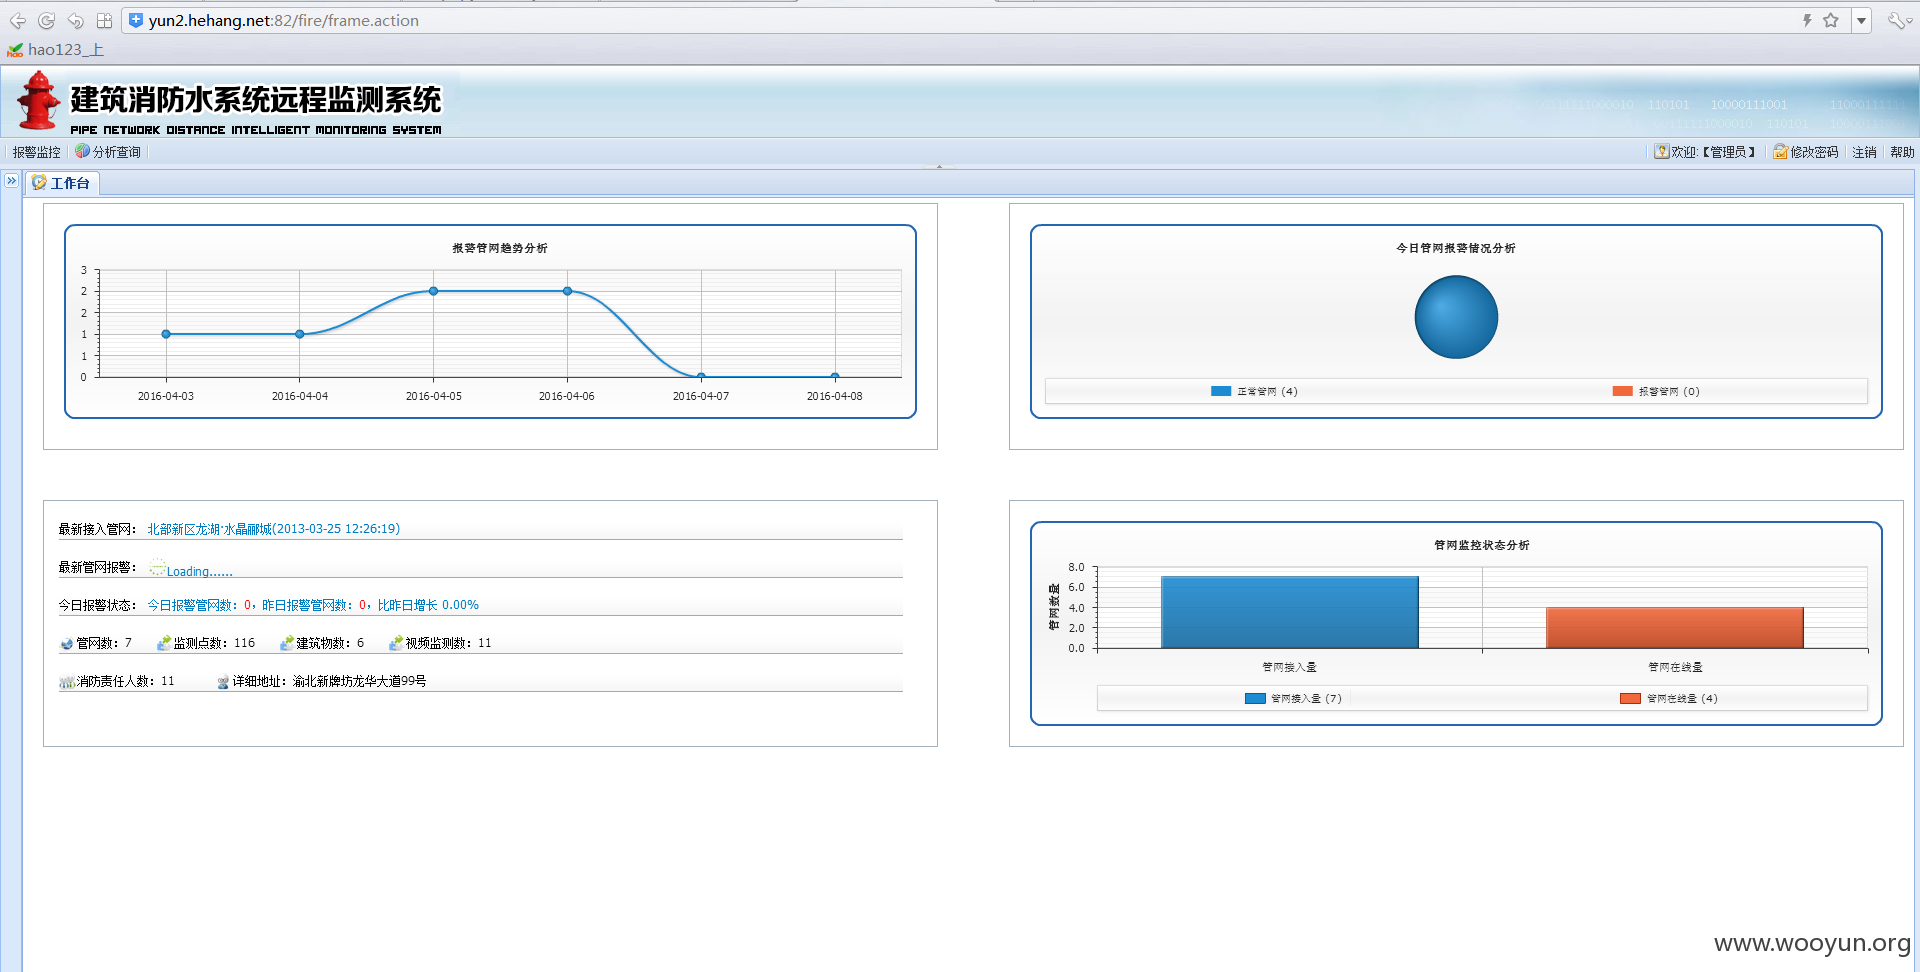 yun2.hehang.net:82/fire/frame.action
hao123_上
建筑消防水系统远程监测系统
PIPE NETWORK DISTANCE INTELLIGENT MONITORING SYSTEM
报警监控 分析查询 欢迎【管理员】 修改密码 注销 帮助
工作台
报警管网趋势分析
3
2
2
1
1
0
2016-04-03 2016-04-04 2016-04-05 2016-04-06 2016-04-07 2016-04-08
今日管网报警情况分析
正常管网 (4) 报警管网 (0)
最新接入管网： 北部新区龙湖·水晶郦城(2013-03-25 12:26:19)
最新管网报警： Loading......
今日报警状态： 今日报警管网数：0，昨日报警管网数：0，比昨日增长 0.00%
管网数：7 监测点数：116 建筑物数：6 视频监测数：11
消防责任人数：11 详细地址：渝北新牌坊龙华大道99号
管网监控状态分析
管网数量
8.0
6.0
4.0
2.0
0.0
管网接入量 管网在线量
管网接入量 (7) 管网在线量 (4)
www.wooyun.org